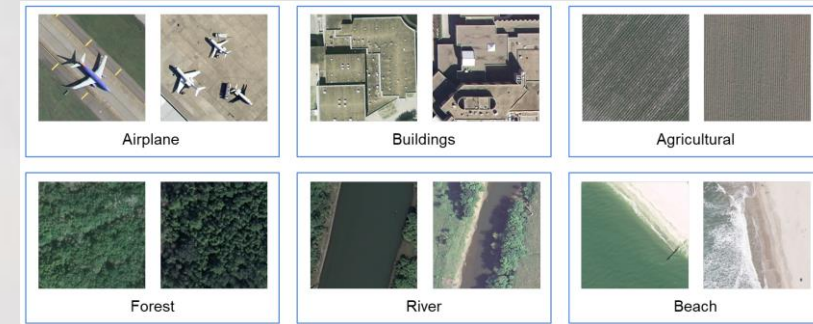 Airplane
Buildings
Agricultural
Forest
River
Beach